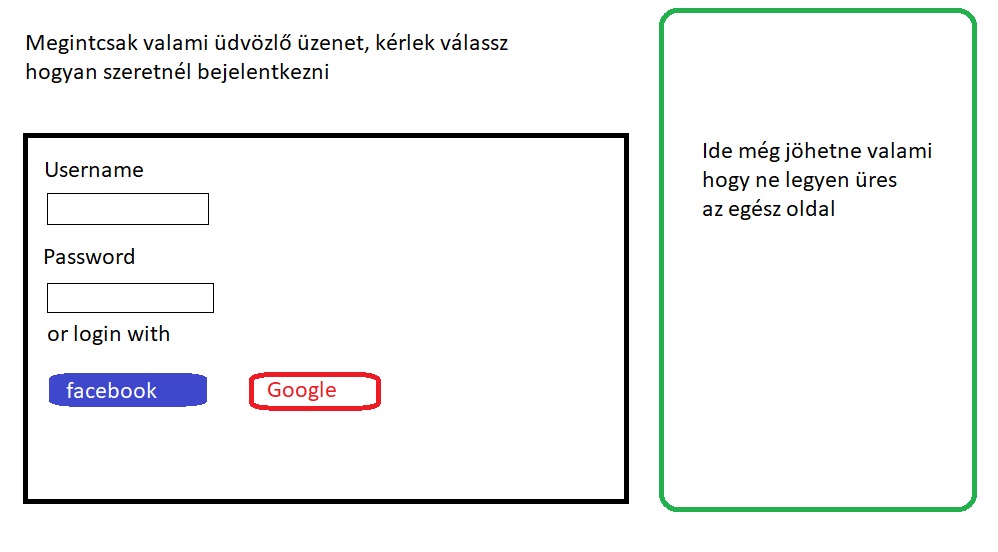 Megintcsak valami üdvözlő üzenet, kérlek válassz
hogyan szeretnél bejelentkezni
Username
Password
or login with
facebook
Google
Ide még jöhetne valami
hogy ne legyen üres
az egész oldal